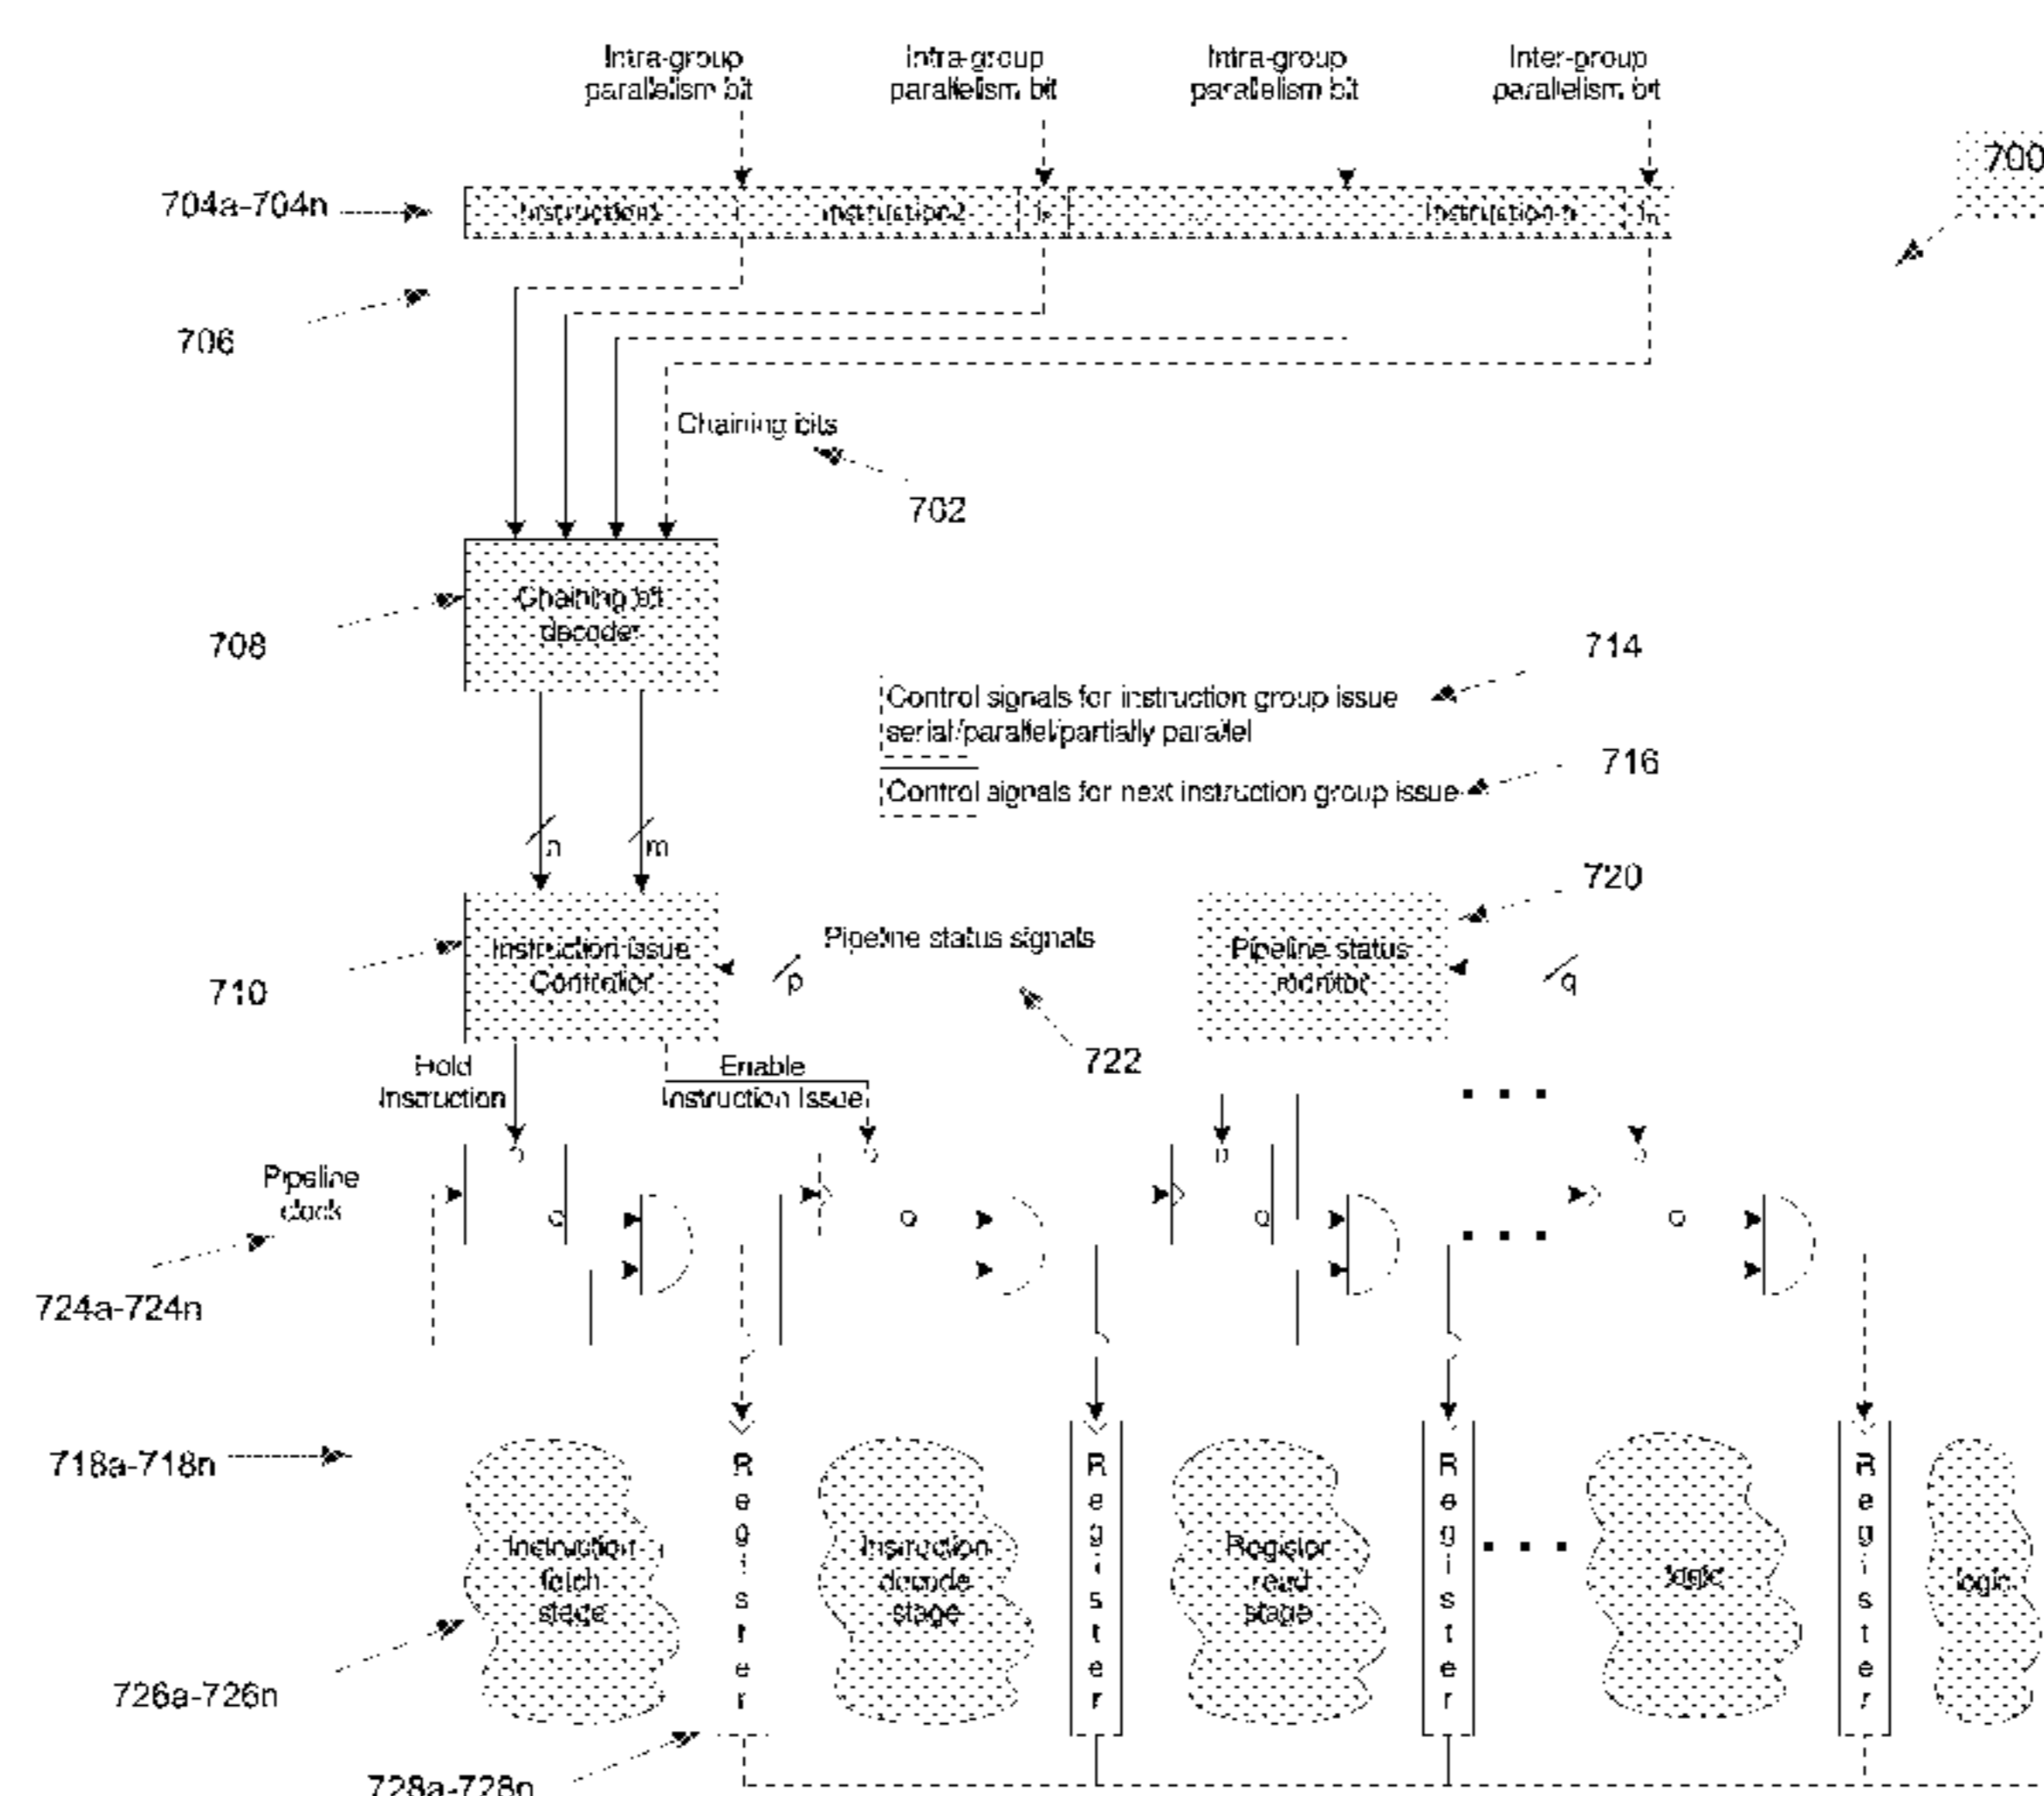 Intra-group
parallelism bit
Intra-group
parallelism bit
Intra-group
parallelism bit
Inter-group
parallelism bit
700
704a-704n
Instruction1
Instruction2
...
Instruction n
706
Chaining bits
702
Chaining bit
decoder
708
714
Control signals for instruction group issue
serial/parallel/partially parallel
716
Control signals for next instruction group issue
n
m
720
Instruction issue
Controller
p
Pipeline status signals
Pipeline status
monitor
q
710
722
Hold
Instruction
Enable
Instruction Issue
D
D
D
D
Pipeline
clock
Q
Q
Q
Q
724a-724n
718a-718n
Register
Register
Register
Register
Instruction
fetch
stage
Instruction
decode
stage
Register
read
stage
logic
logic
726a-726n
728a-728n